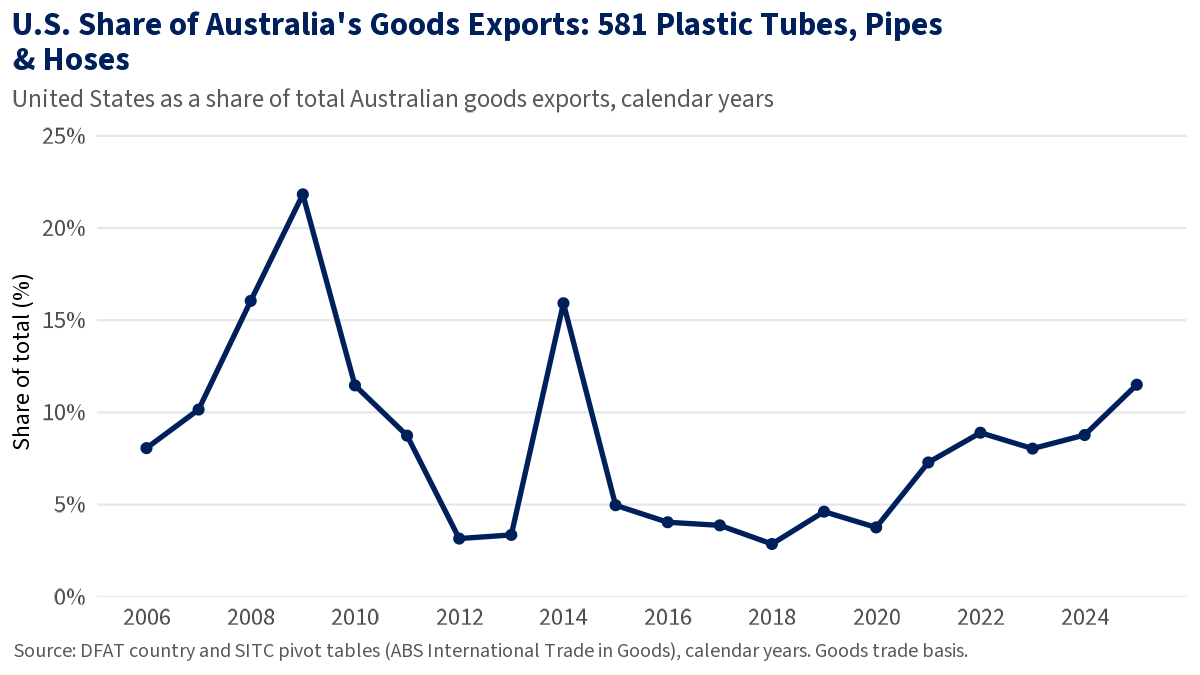 U.S. Share of Australia's Goods Exports: 581 Plastic Tubes, Pipes
& Hoses
United States as a share of total Australian goods exports, calendar years
25%
20%
15%
10%
5%
0%
Share of total (%)
2006 2008 2010 2012 2014 2016 2018 2020 2022 2024
Source: DFAT country and SITC pivot tables (ABS International Trade in Goods), calendar years. Goods trade basis.